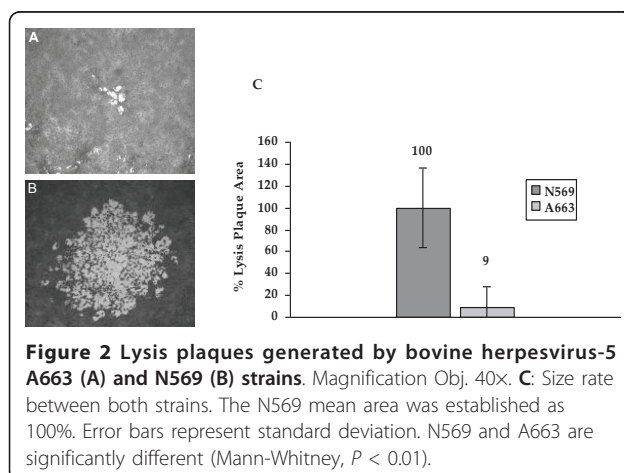 A
B
C
% Lysis Plaque Area
160
140
120
100
80
60
40
20
0
100
9
N569
A663
Figure 2 Lysis plaques generated by bovine herpesvirus-5
A663 (A) and N569 (B) strains. Magnification Obj. 40×. C: Size rate
between both strains. The N569 mean area was established as
100%. Error bars represent standard deviation. N569 and A663 are
significantly different (Mann-Whitney, P < 0.01).